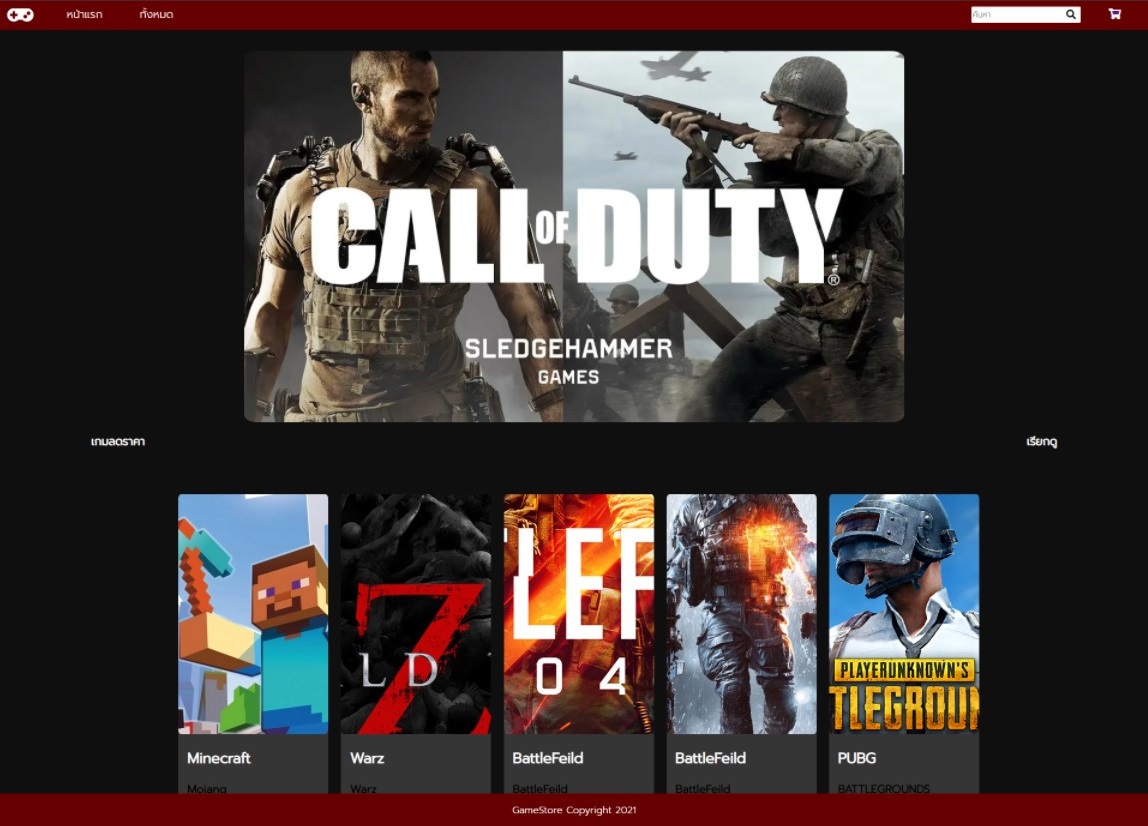 หน้าแรก ทั้งหมด ค้นหา
CALL OF DUTY®
SLEDGEHAMMER
GAMES
เกมลดราคา เรียกดู
LD Z
TLEF
04
PLAYERUNKNOWN'S
TLEGROUN
Minecraft Warz BattleFeild BattleFeild PUBG
Mojang Warz BattleFeild BattleFeild BATTLEGROUNDS
GameStore Copyright 2021